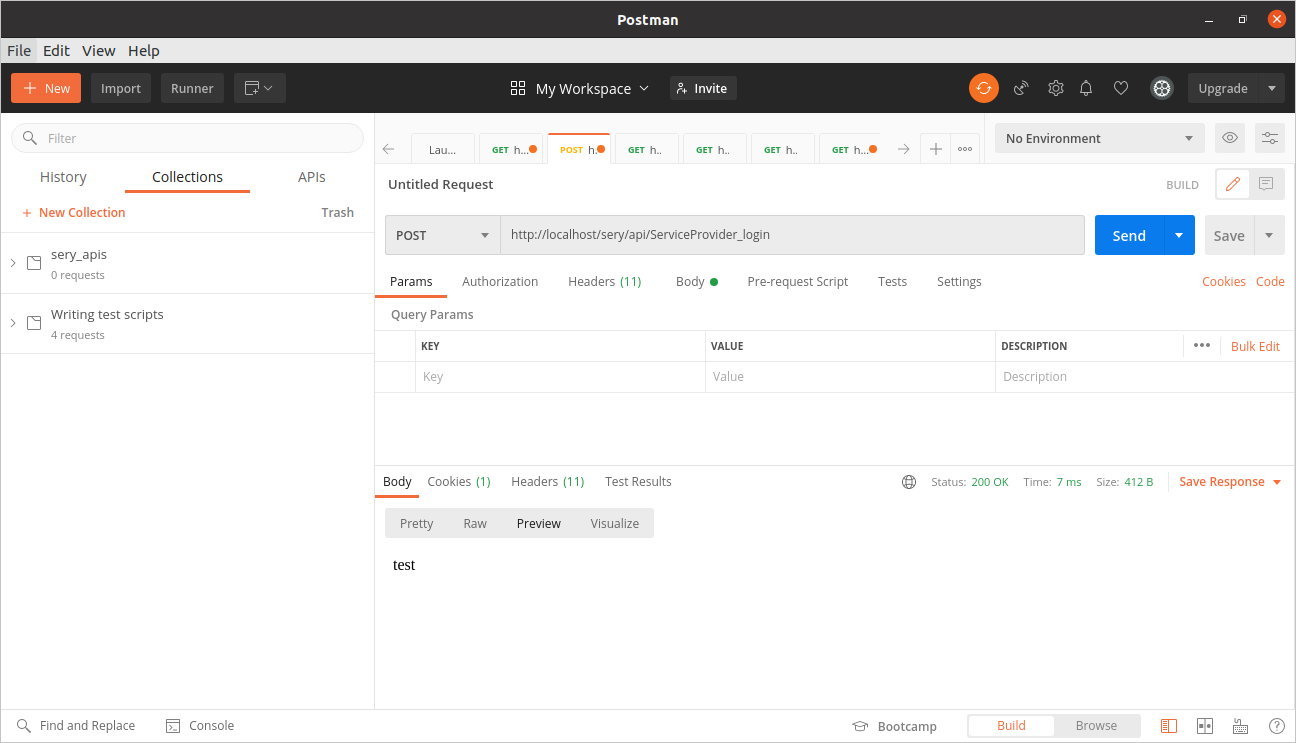 Postman
File Edit View Help
New Import Runner My Workspace Invite Upgrade
Filter
History Collections APIs
New Collection Trash
sery_apis
0 requests
Writing test scripts
4 requests
Lau... GET h... POST h. GET h.. GET h.. GET h.. GET h... No Environment
Untitled Request BUILD
POST http://localhost/sery/api/ServiceProvider_login Send Save
Params Authorization Headers (11) Body Pre-request Script Tests Settings Cookies Code
Query Params
KEY VALUE DESCRIPTION ••• Bulk Edit
Key Value Description
Body Cookies (1) Headers (11) Test Results Status: 200 OK Time: 7 ms Size: 412 B Save Response
Pretty Raw Preview Visualize
test
Find and Replace Console Bootcamp Build Browse